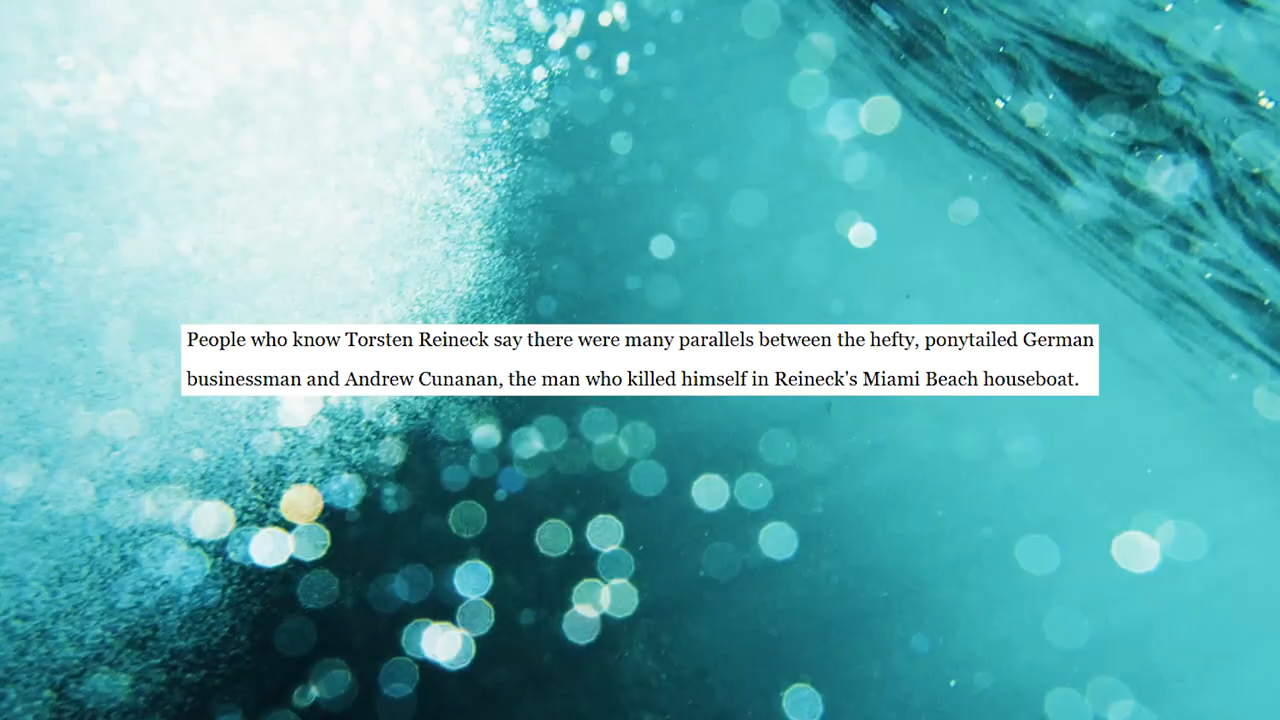 People who know Torsten Reineck say there were many parallels between the hefty, ponytailed German
businessman and Andrew Cunanan, the man who killed himself in Reineck's Miami Beach houseboat.